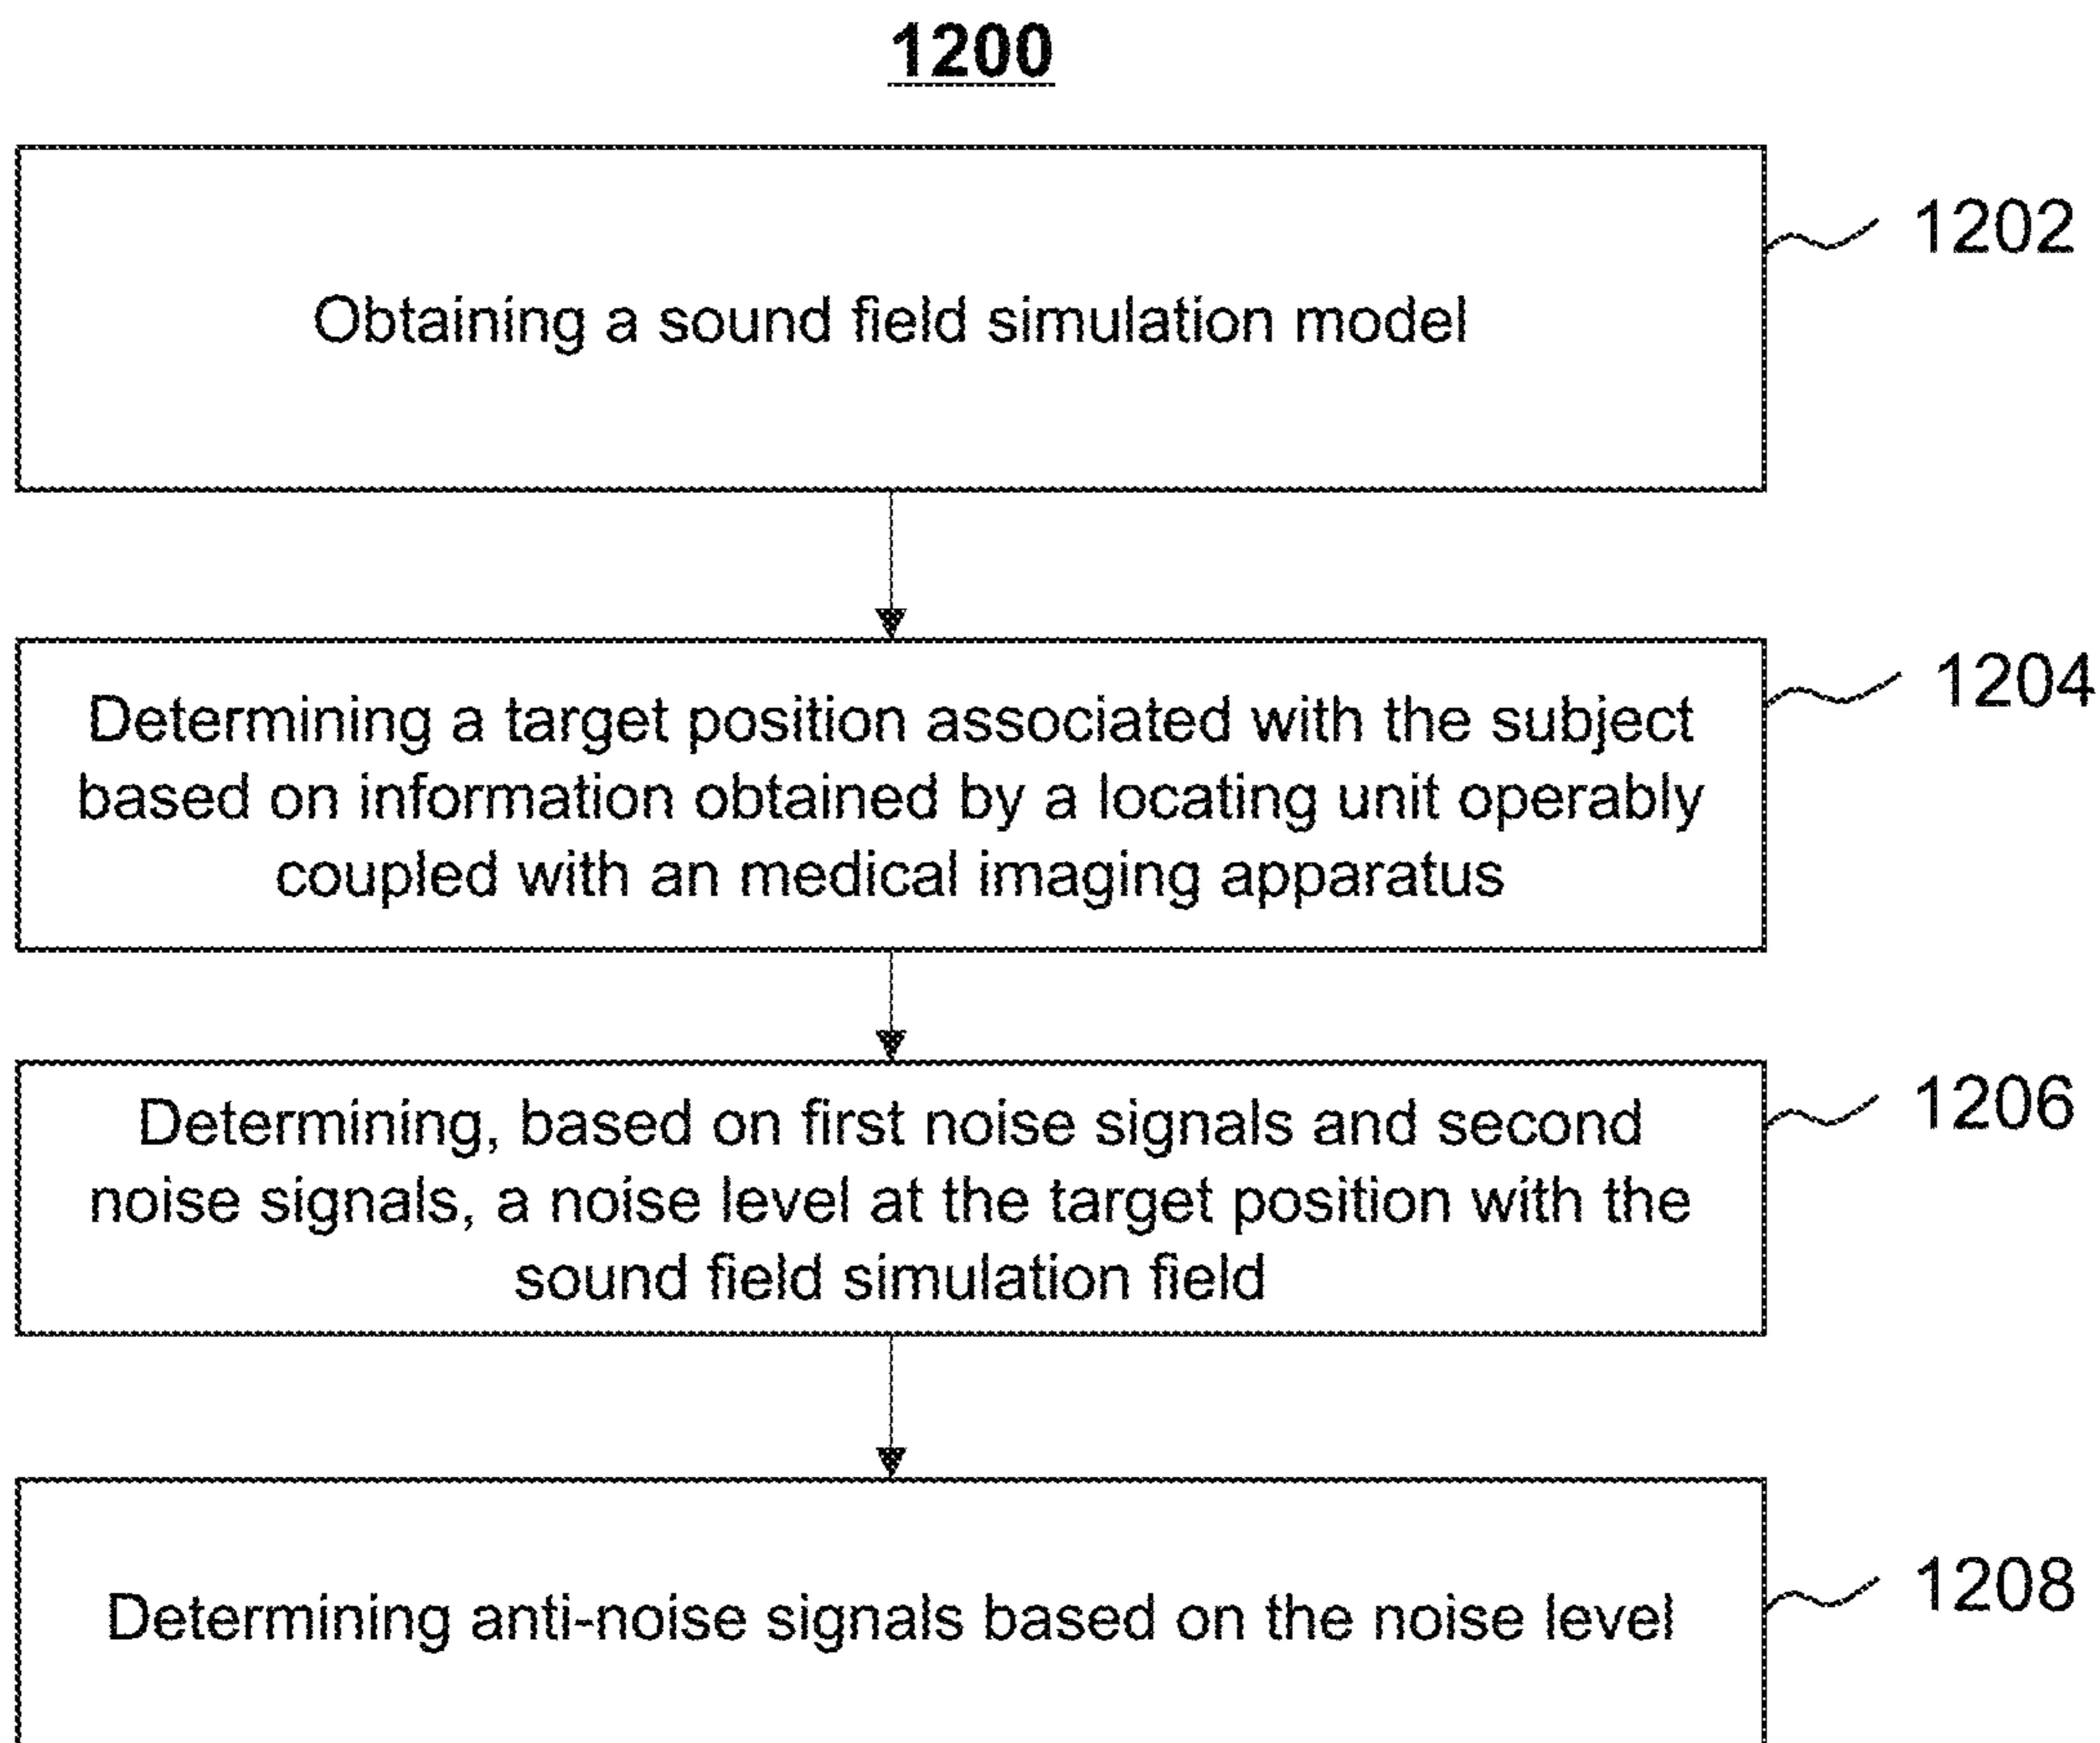 1200
Obtaining a sound field simulation model
1202
Determining a target position associated with the subject
based on information obtained by a locating unit operably
coupled with an medical imaging apparatus
1204
Determining, based on first noise signals and second
noise signals, a noise level at the target position with the
sound field simulation field
1206
Determining anti-noise signals based on the noise level
1208